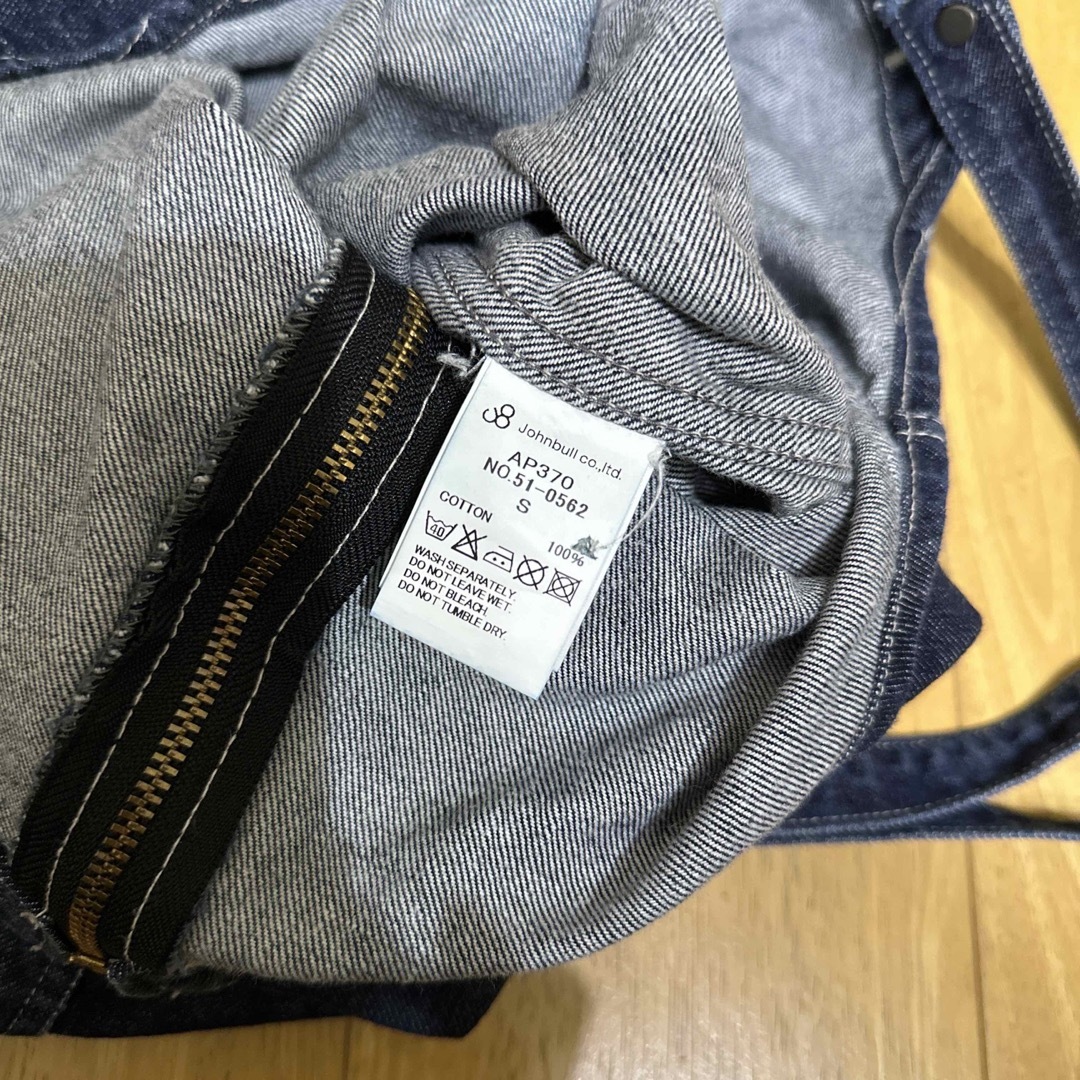 Johnbull co.,ltd.
AP370
NO.51-0562
S
COTTON 100%
40
WASH SEPARATELY.
DO NOT LEAVE WET.
DO NOT BLEACH.
DO NOT TUMBLE DRY.